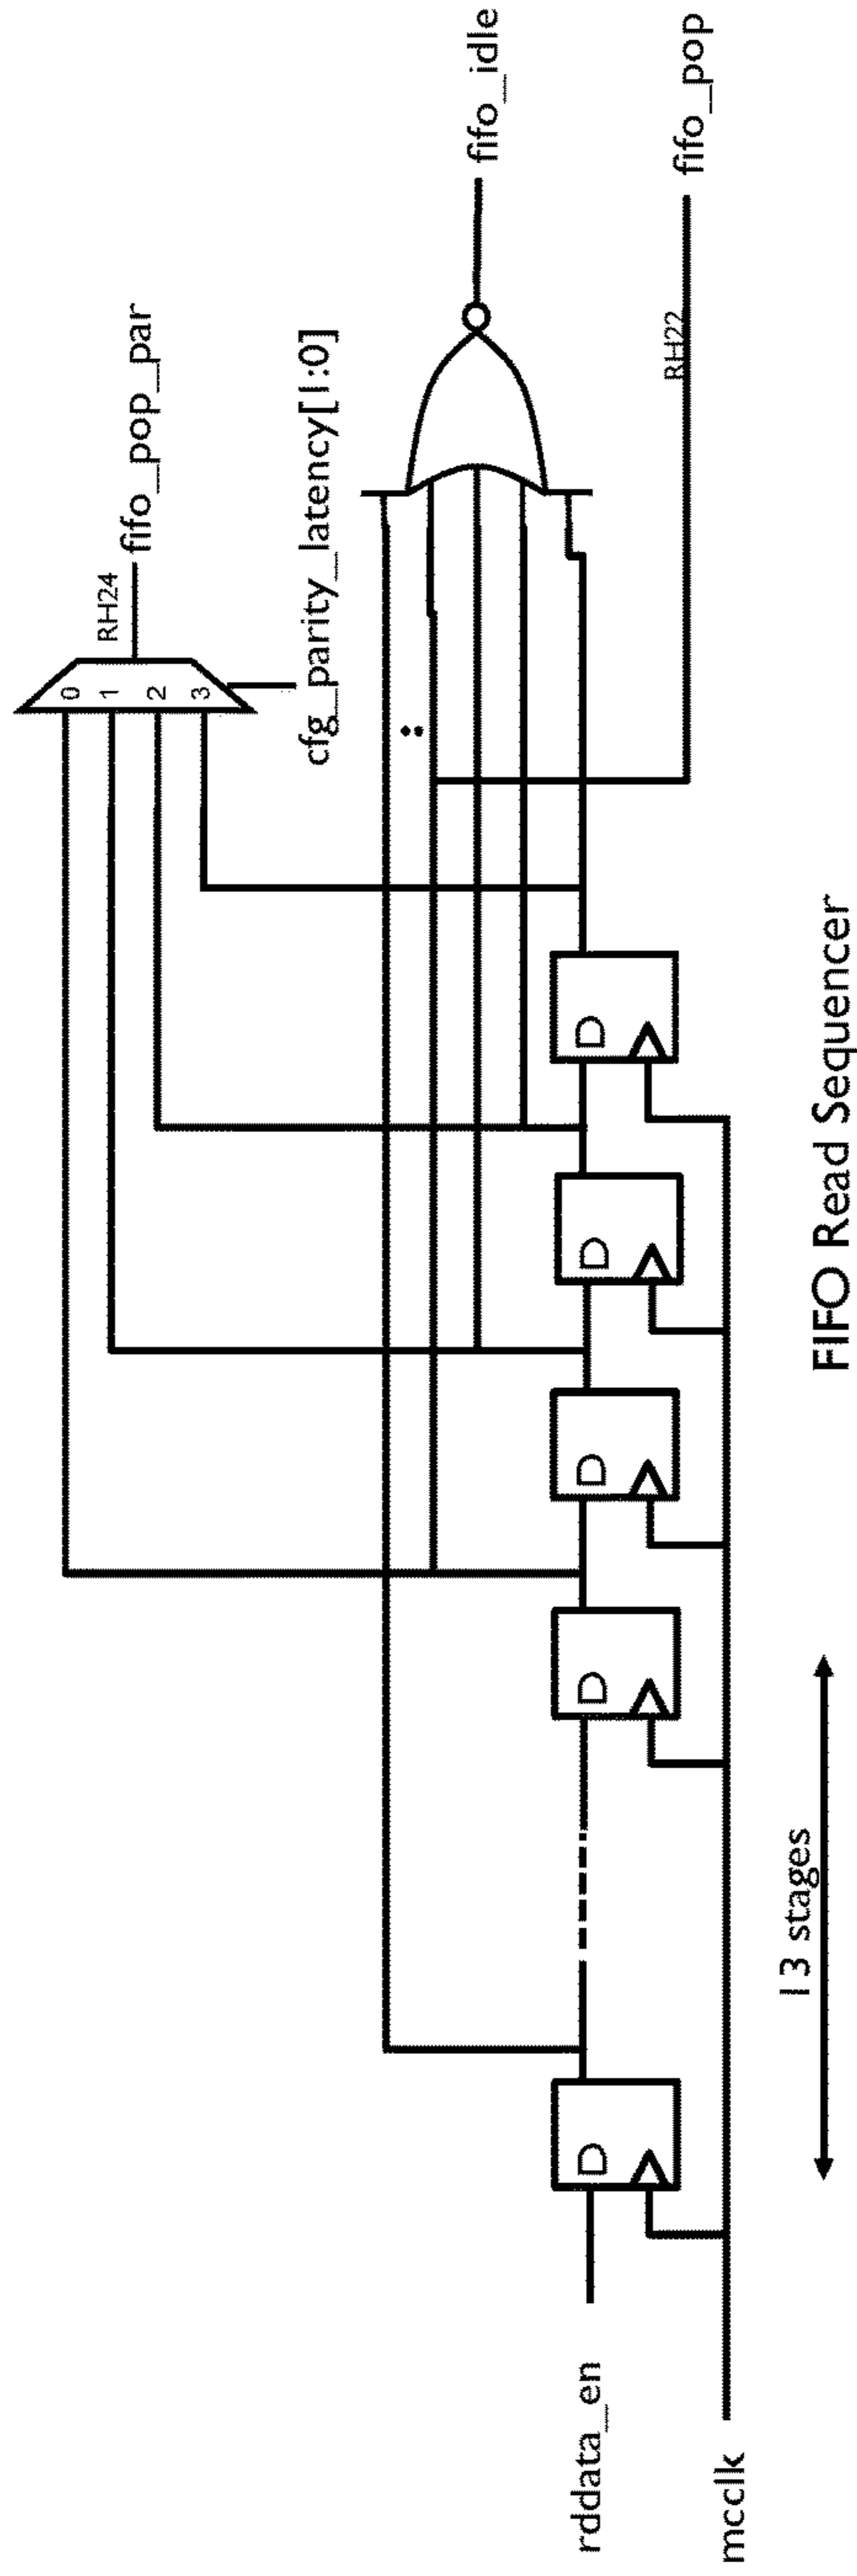 RH24
fifo_pop_par
0
1
2
3
cfg_parity_latency[1:0]
fifo_idle
RH22
fifo_pop
D
D
D
D
D
rddata_en
mcclk
13 stages
FIFO Read Sequencer